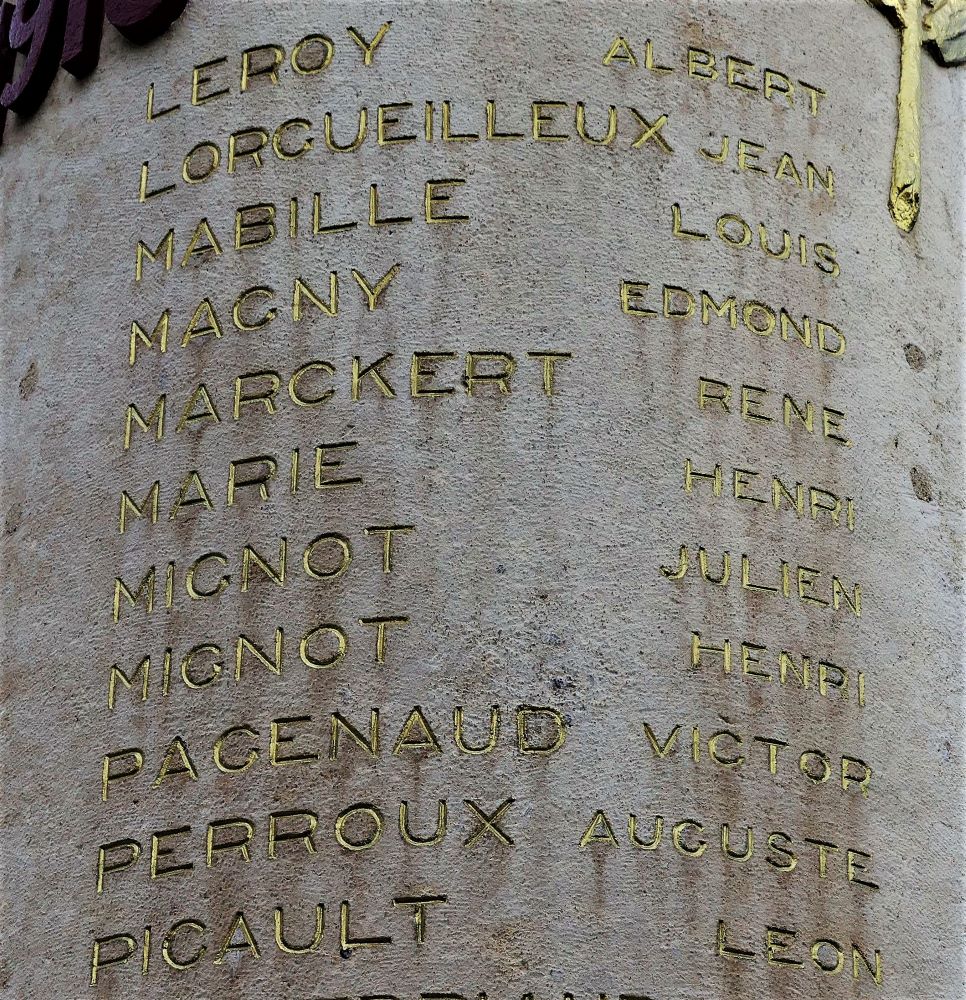 LEROY ALBERT
LORGUEILLEUX JEAN
MABILLE LOUIS
MAGNY EDMOND
MARCKERT RENE
MARIE HENRI
MIGNOT JULIEN
MIGNOT HENRI
PAGENAUD VICTOR
PERROUX AUGUSTE
PICAULT LEON